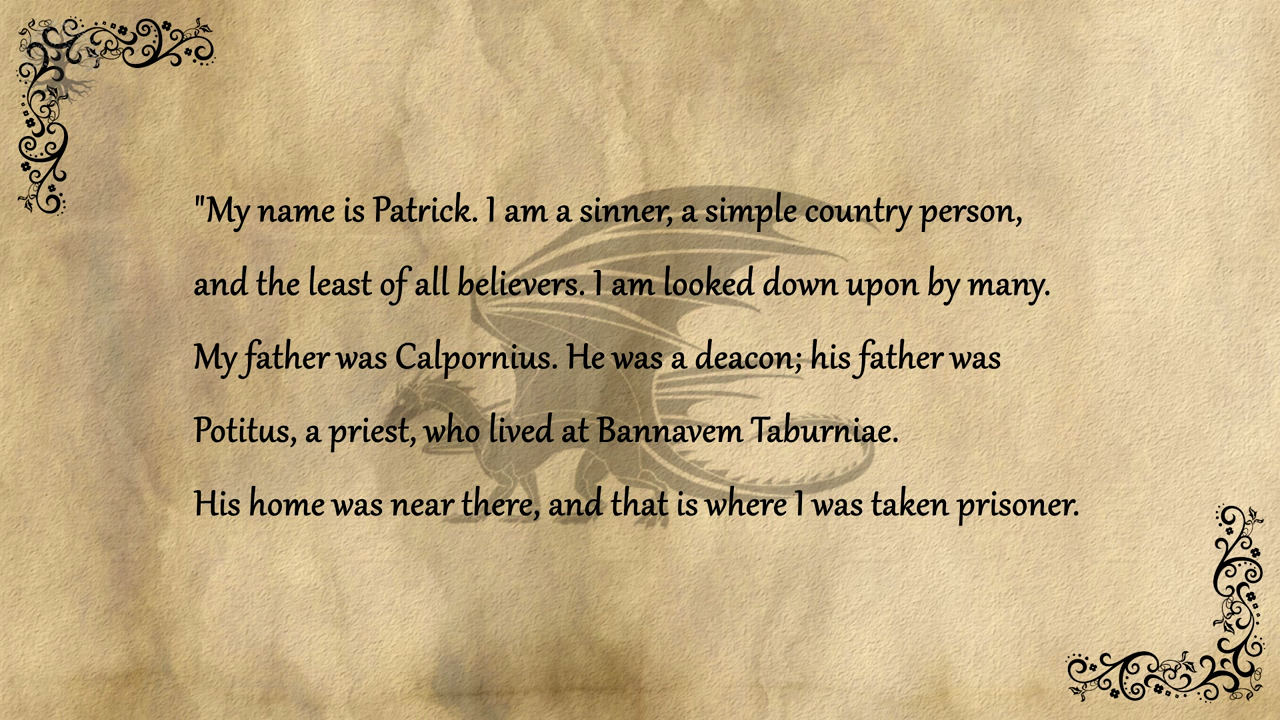 "My name is Patrick. I am a sinner, a simple country person,
and the least of all believers. I am looked down upon by many.
My father was Calpornius. He was a deacon; his father was
Potitus, a priest, who lived at Bannavem Taburniae.
His home was near there, and that is where I was taken prisoner.